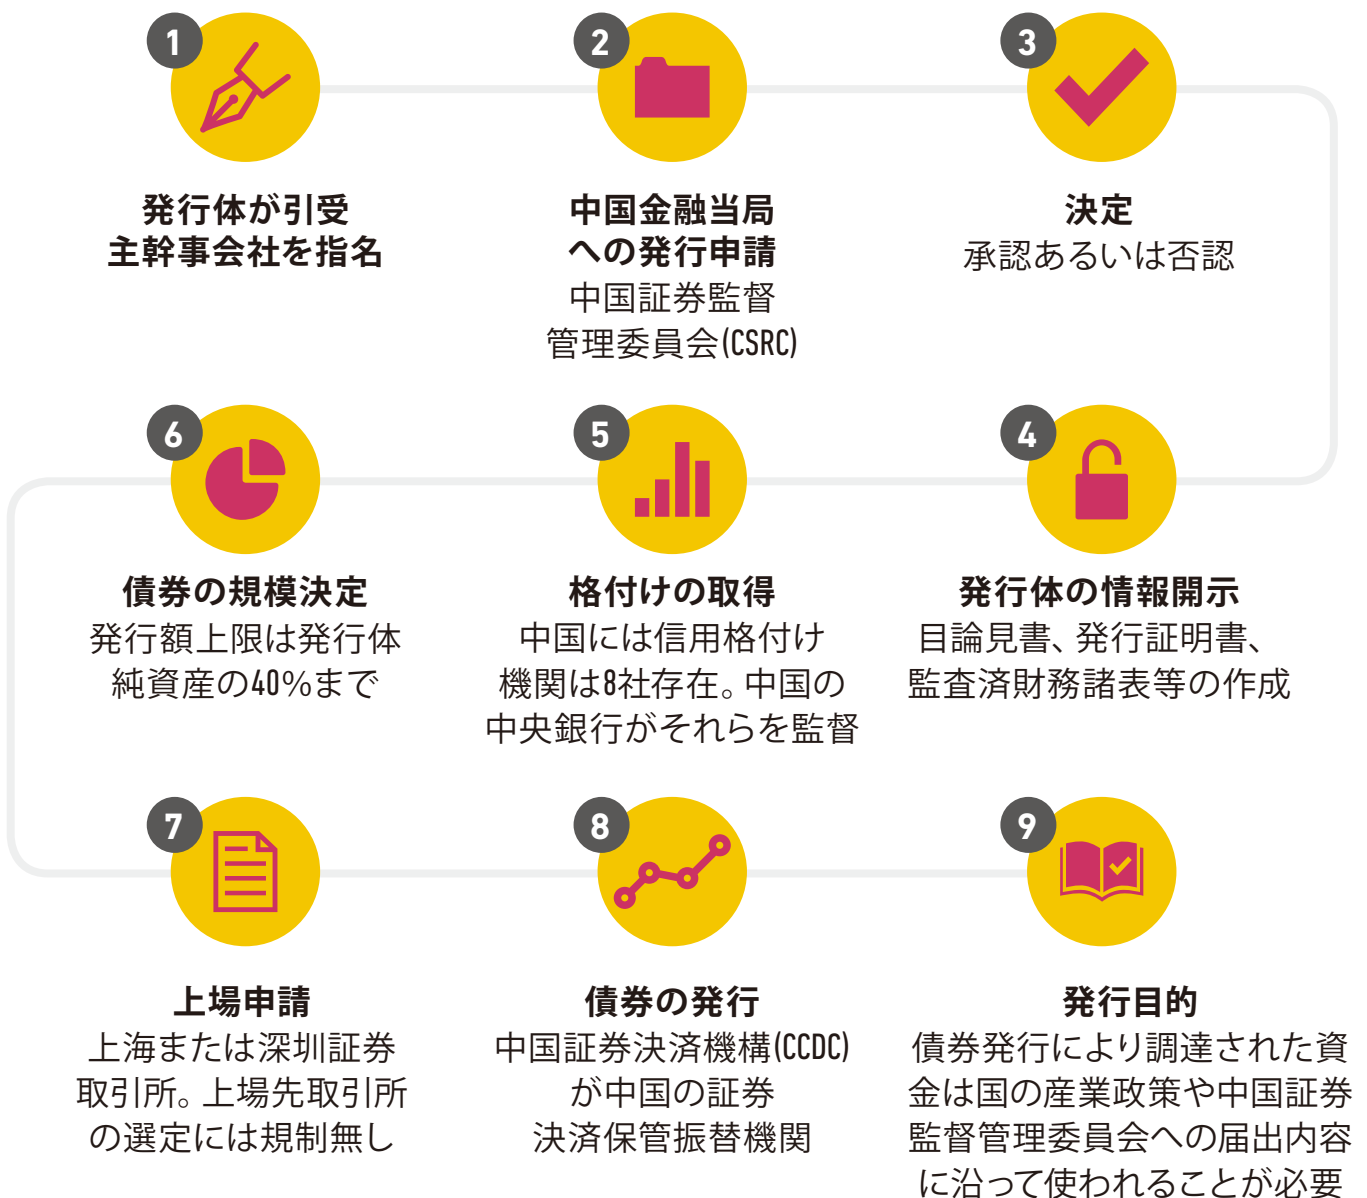 1
発行体が引受
主幹事会社を指名
2
中国金融当局
への発行申請
中国証券監督
管理委員会(CSRC)
3
決定
承認あるいは否認
4
発行体の情報開示
目論見書、発行証明書、
監査済財務諸表等の作成
5
格付けの取得
中国には信用格付け
機関は8社存在。中国の
中央銀行がそれらを監督
6
債券の規模決定
発行額上限は発行体
純資産の40%まで
7
上場申請
上海または深圳証券
取引所。上場先取引所
の選定には規制無し
8
債券の発行
中国証券決済機構(CCDC)
が中国の証券
決済保管振替機関
9
発行目的
債券発行により調達された資
金は国の産業政策や中国証券
監督管理委員会への届出内容
に沿って使われることが必要